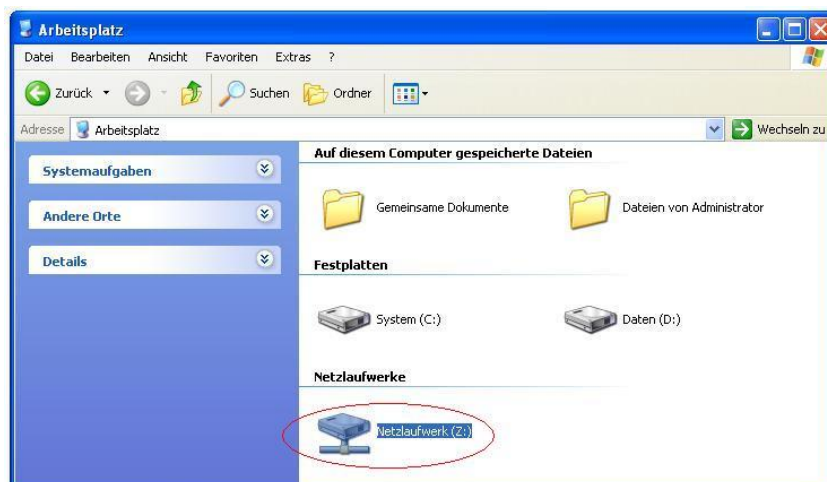 Arbeitsplatz
Datei Bearbeiten Ansicht Favoriten Extras ?
Zurück Suchen Ordner
Adresse Arbeitsplatz Wechseln zu
Auf diesem Computer gespeicherte Dateien
Systemaufgaben
Gemeinsame Dokumente Dateien von Administrator
Andere Orte
Details
Festplatten
System (C:) Daten (D:)
Netzlaufwerke
Netzlaufwerk (Z:)